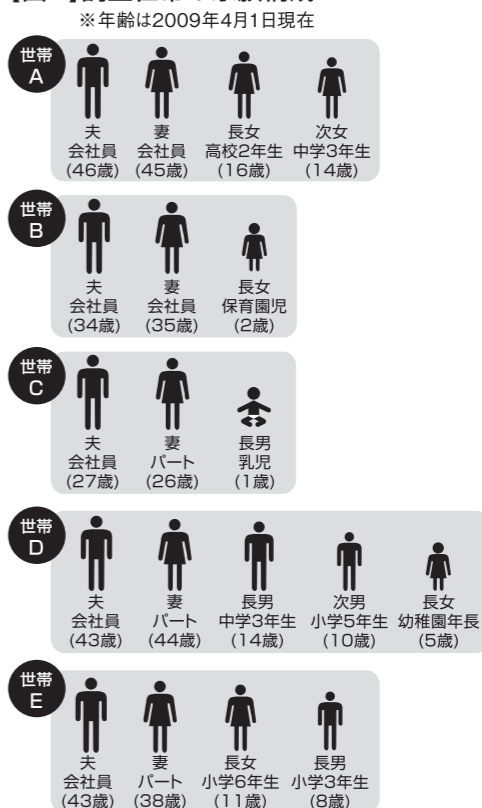 ※年齢は2009年4月1日現在
世帯
A
夫 妻 長女 次女
会社員 会社員 高校2年生 中学3年生
(46歳) (45歳) (16歳) (14歳)
世帯
B
夫 妻 長女
会社員 会社員 保育園児
(34歳) (35歳) (2歳)
世帯
C
夫 妻 長男
会社員 パート 乳児
(27歳) (26歳) (1歳)
世帯
D
夫 妻 長男 次男 長女
会社員 パート 中学3年生 小学5年生 幼稚園年長
(43歳) (44歳) (14歳) (10歳) (5歳)
世帯
E
夫 妻 長女 長男
会社員 パート 小学6年生 小学3年生
(43歳) (38歳) (11歳) (8歳)